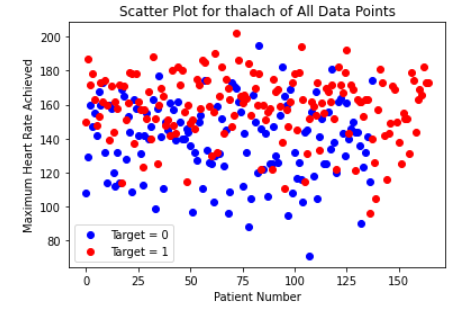 Scatter Plot for thalach of All Data Points
Maximum Heart Rate Achieved
200
180
160
140
120
100
80
Target = 0
Target = 1
0 25 50 75 100 125 150
Patient Number